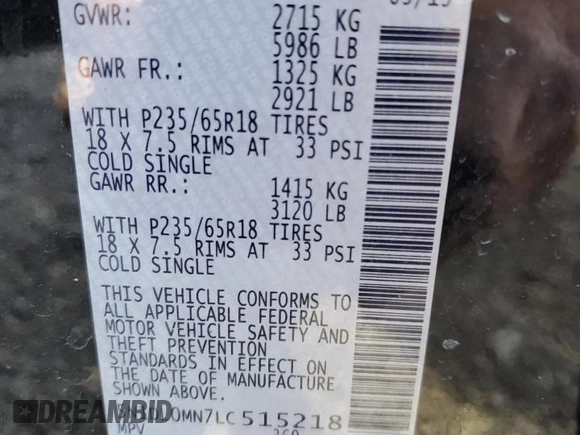 GVWR: 2715 KG
5986 LB
GAWR FR.: 1325 KG
2921 LB
WITH P235/65R18 TIRES
18 X 7.5 RIMS AT 33 PSI
COLD SINGLE
GAWR RR.: 1415 KG
3120 LB
WITH P235/65R18 TIRES
18 X 7.5 RIMS AT 33 PSI
COLD SINGLE
THIS VEHICLE CONFORMS TO
ALL APPLICABLE FEDERAL
MOTOR VEHICLE SAFETY AND
THEFT PREVENTION
STANDARDS IN EFFECT ON
THE DATE OF MANUFACTURE
SHOWN ABOVE.
0MN7LC515218
DREAMBID
MPV